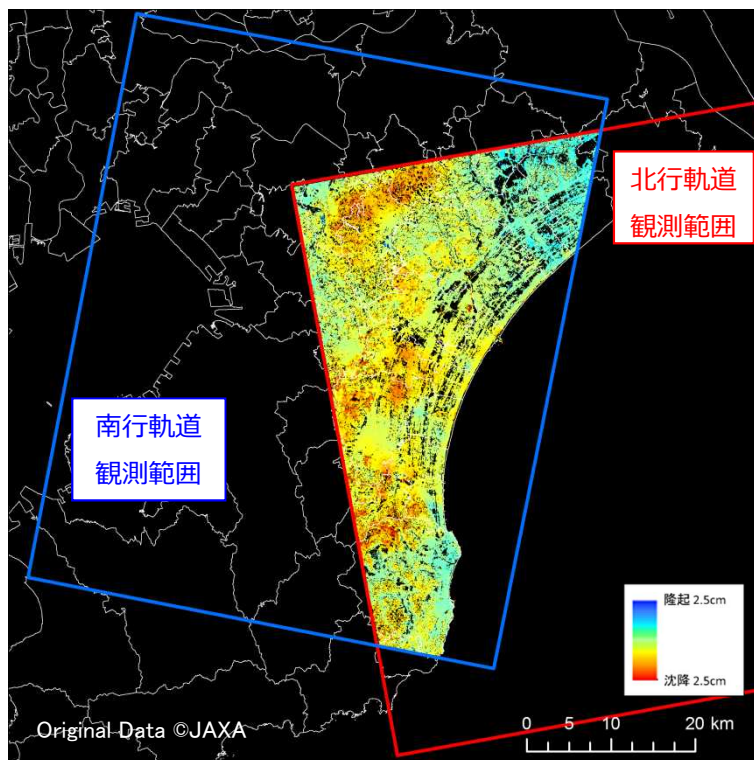 北行軌道
観測範囲
南行軌道
観測範囲
隆起 2.5cm
沈降 2.5cm
Original Data ©JAXA
0 5 10 20 km